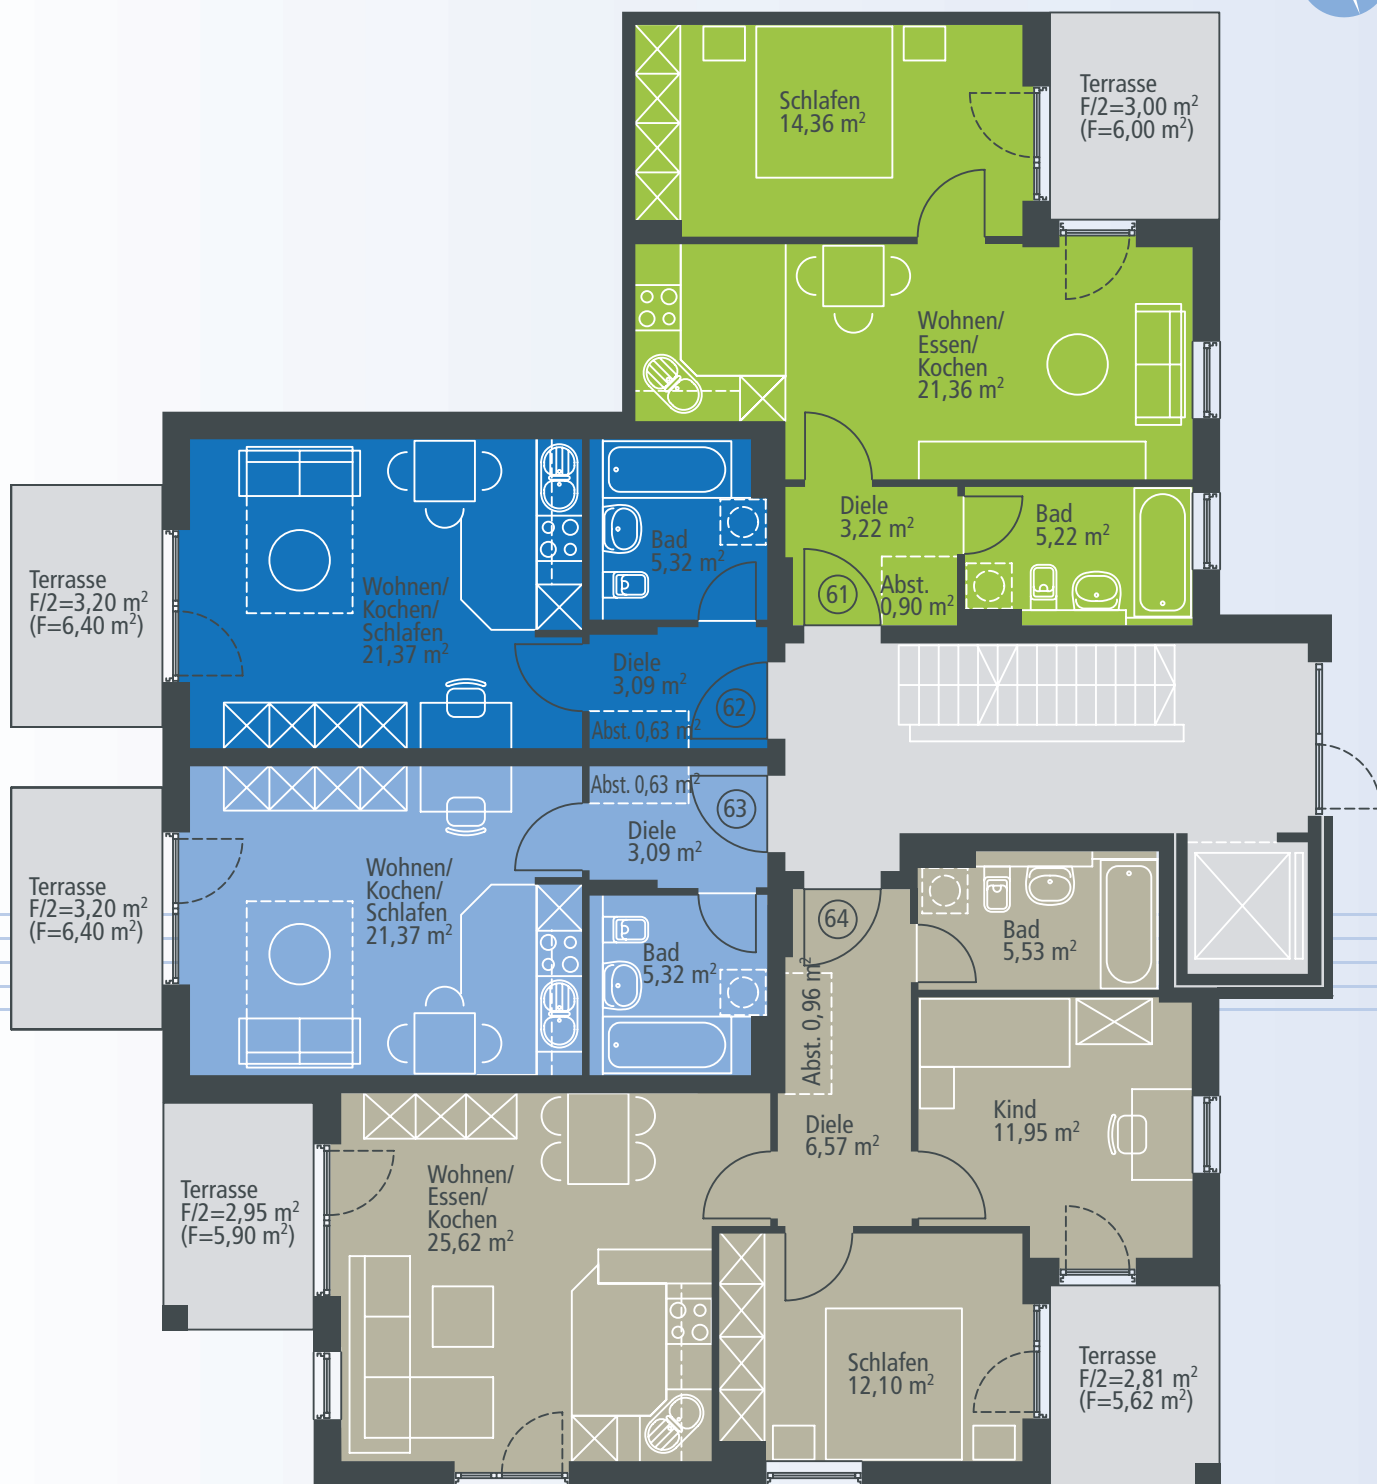 Schlafen
14,36 m²
Terrasse
F/2=3,00 m²
(F=6,00 m²)
Wohnen/
Essen/
Kochen
21,36 m²
Diele
3,22 m²
Bad
5,22 m²
Abst.
0,90 m²
61
Terrasse
F/2=3,20 m²
(F=6,40 m²)
Wohnen/
Kochen/
Schlafen
21,37 m²
Bad
5,32 m²
Diele
3,09 m²
Abst. 0,63 m²
62
Terrasse
F/2=3,20 m²
(F=6,40 m²)
Wohnen/
Kochen/
Schlafen
21,37 m²
Abst. 0,63 m²
63
Diele
3,09 m²
Bad
5,32 m²
64
Bad
5,53 m²
Abst. 0,96 m²
Diele
6,57 m²
Kind
11,95 m²
Terrasse
F/2=2,95 m²
(F=5,90 m²)
Wohnen/
Essen/
Kochen
25,62 m²
Schlafen
12,10 m²
Terrasse
F/2=2,81 m²
(F=5,62 m²)